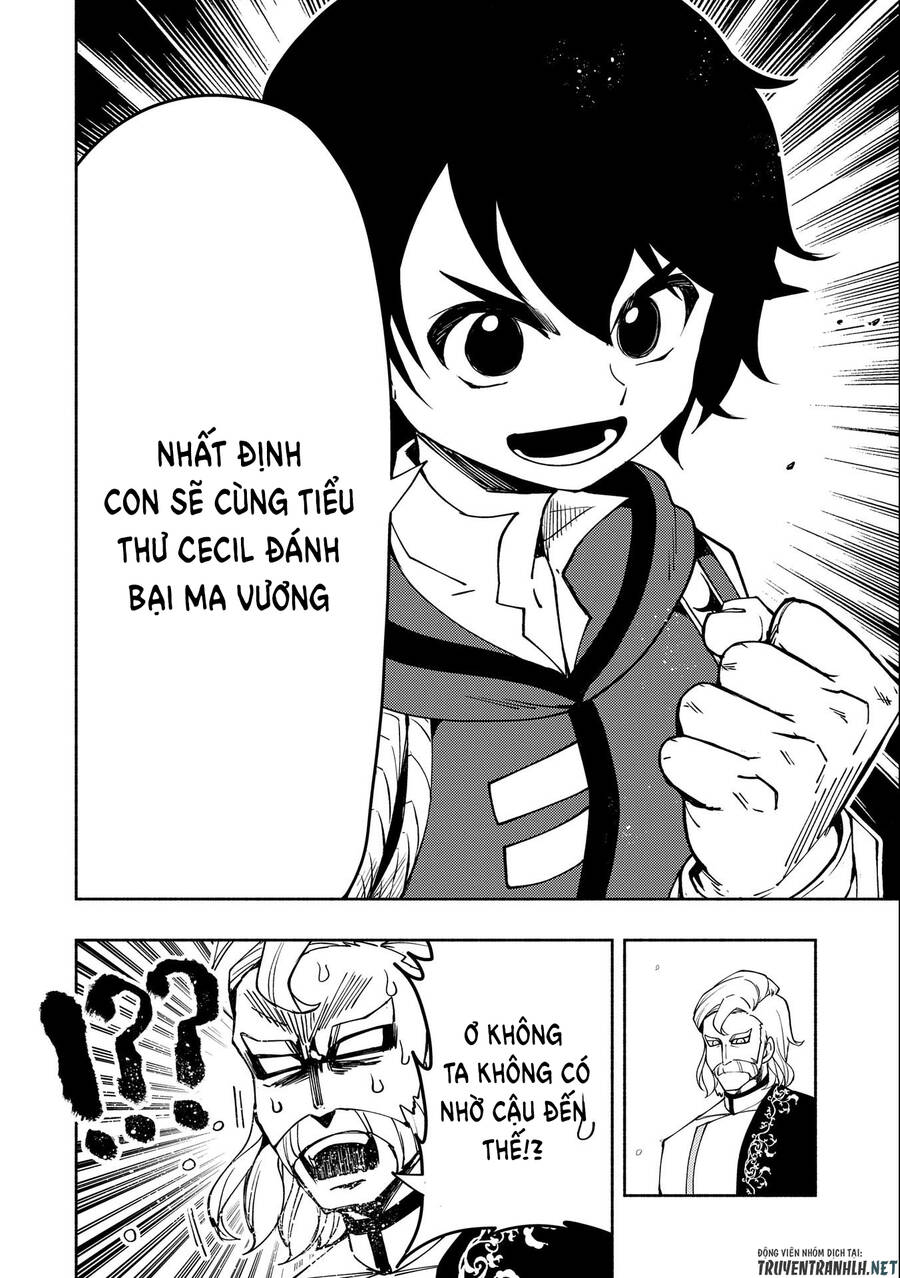 NHẤT ĐỊNH
CON SẼ CÙNG TIỂU
THƯ CECIL ĐÁNH
BẠI MA VƯƠNG
Ơ KHÔNG
TA KHÔNG CÓ
NHỜ CẬU ĐẾN
THẾ!?
!??
ĐỘNG VIÊN NHÓM DỊCH TẠI:
TRUYENTRANHLH.NET